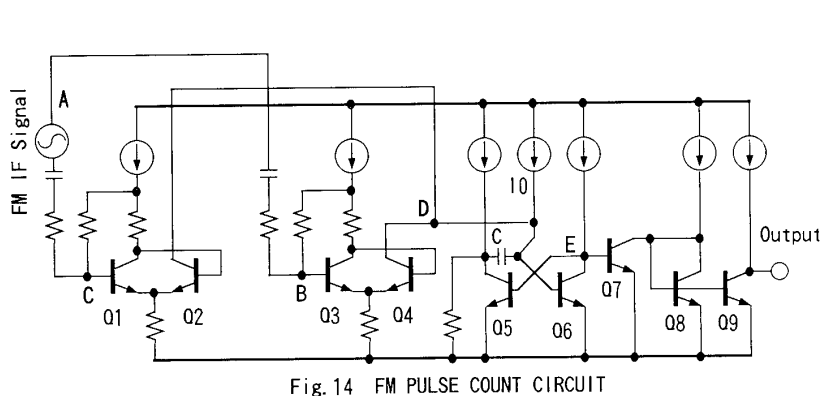 FM IF Signal
A
D
I0
C
E
Output
C
B
Q7
Q1
Q2
Q3
Q4
Q5
Q6
Q8
Q9
Fig.14 FM PULSE COUNT CIRCUIT